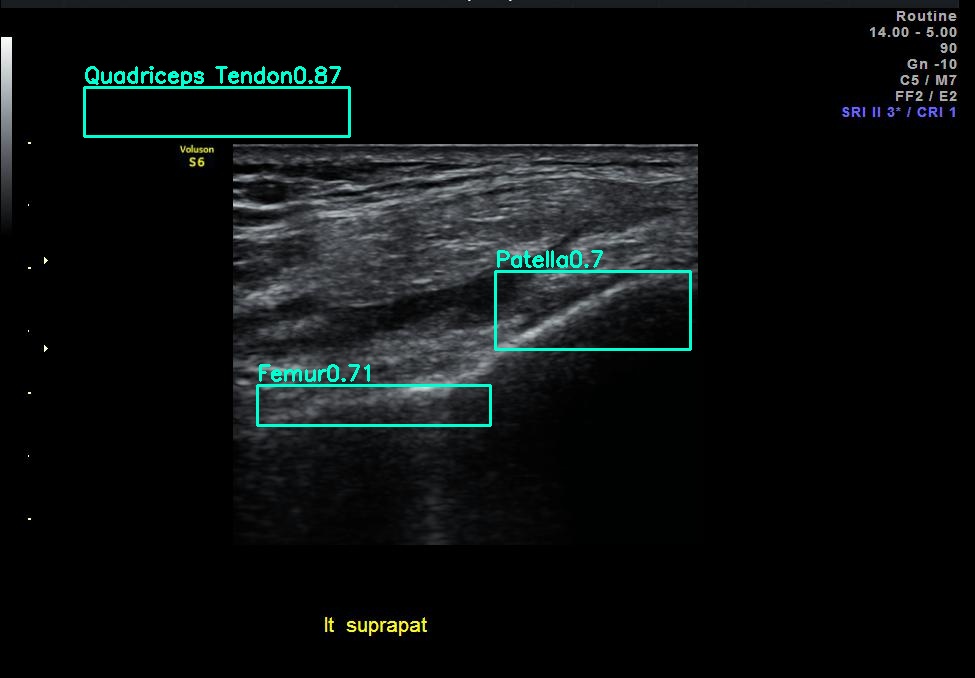 Routine
14.00 - 5.00
90
Gn -10
C5 / M7
FF2 / E2
SRI II 3* / CRI 1
Quadriceps Tendon0.87
Voluson
S6
Patella0.7
Femur0.71
lt suprapat